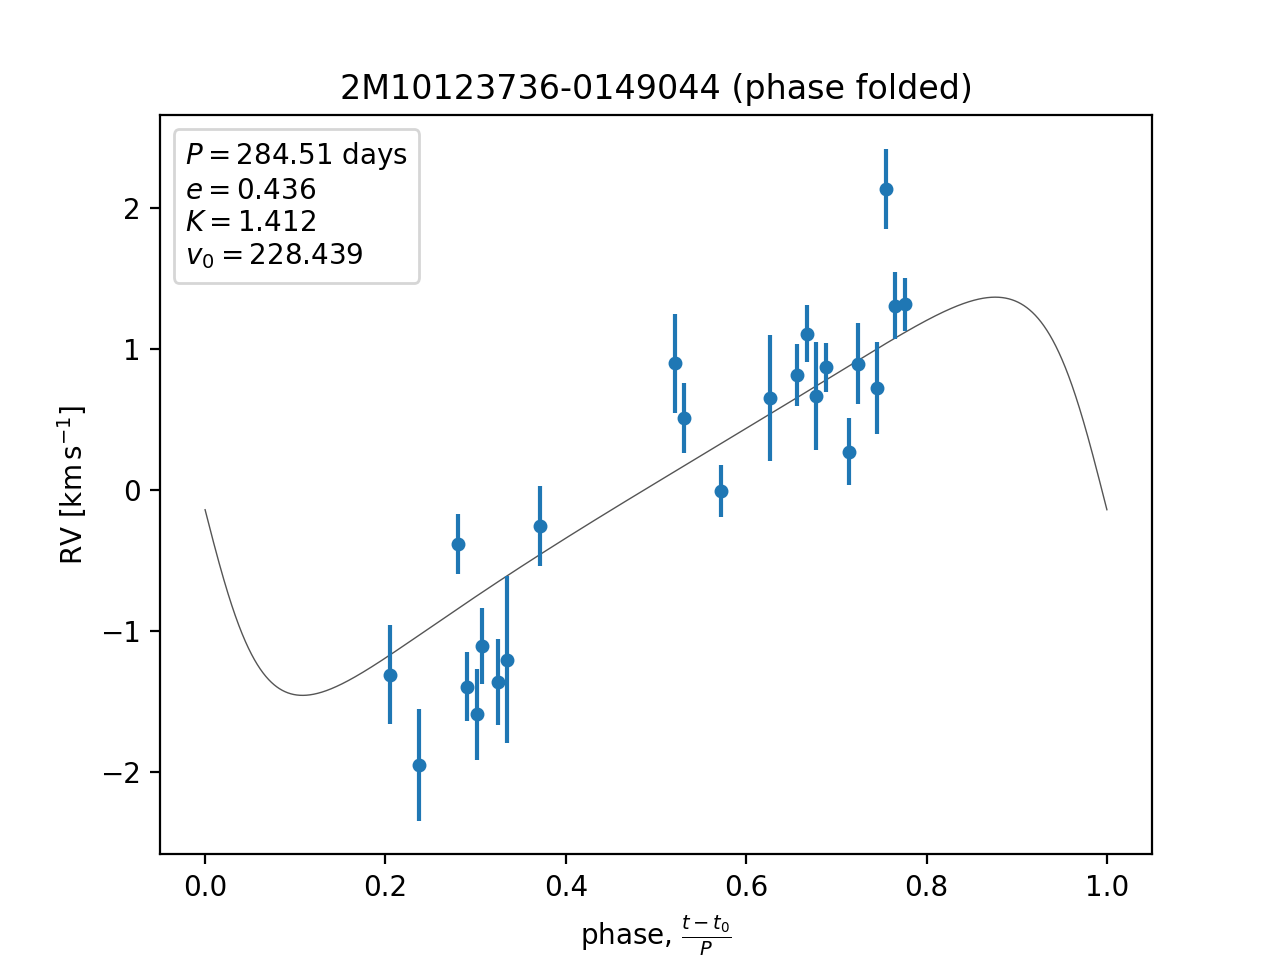 2M10123736-0149044 (phase folded)
P = 284.51 days
e = 0.436
K = 1.412
v₀ = 228.439
RV [km s⁻¹]
2
1
0
−1
−2
0.0 0.2 0.4 0.6 0.8 1.0
phase, (t − t₀)/P